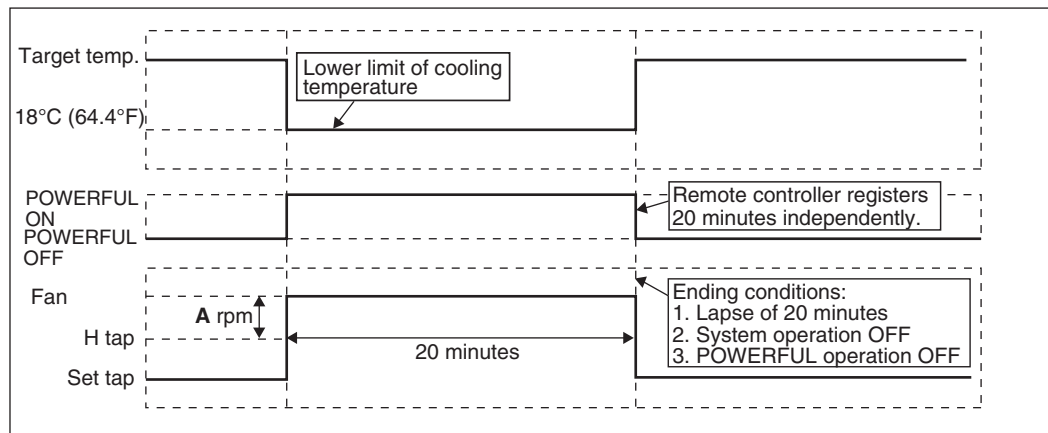 Target temp.
Lower limit of cooling
temperature
18°C (64.4°F)
POWERFUL
ON
POWERFUL
OFF
Remote controller registers
20 minutes independently.
Fan
A rpm
H tap
20 minutes
Set tap
Ending conditions:
1. Lapse of 20 minutes
2. System operation OFF
3. POWERFUL operation OFF